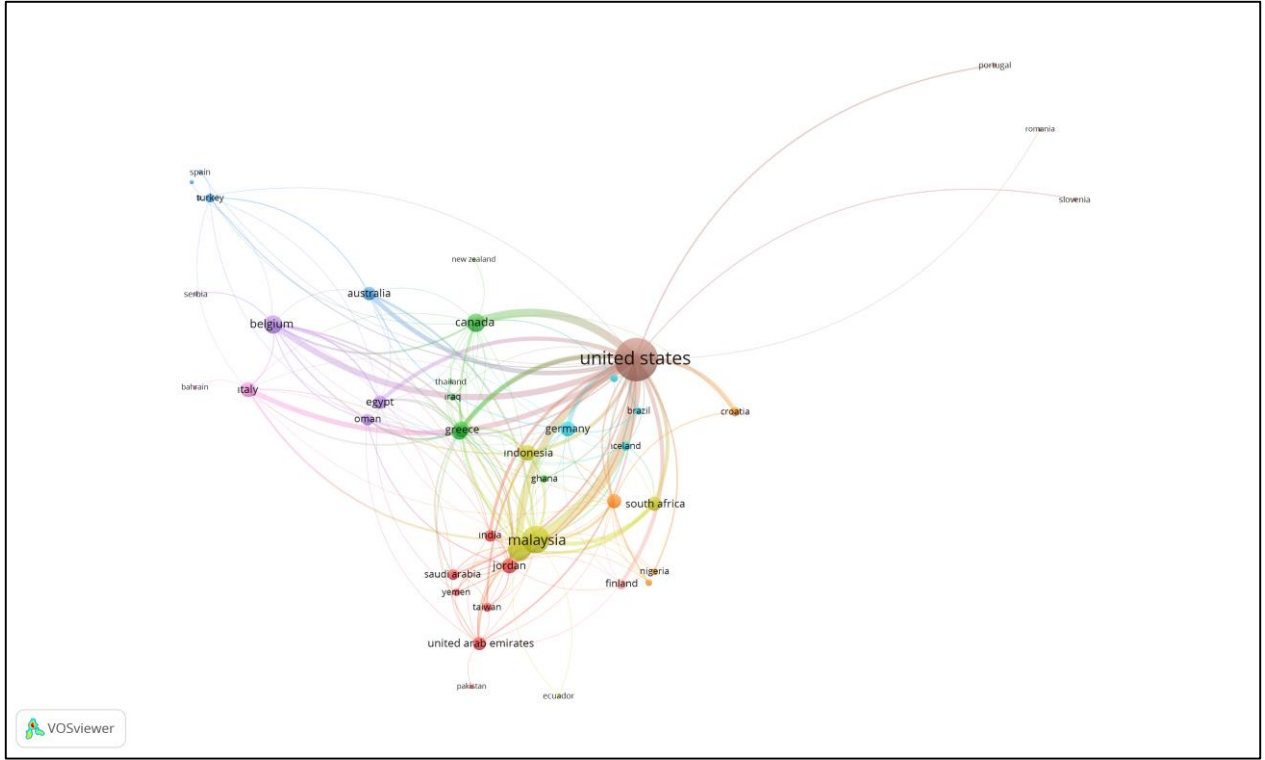 portugal
romania
spain
turkey
slovenia
new zealand
serbia
australia
belgium
canada
united states
thailand
bahrain
italy
iraq
egypt
brazil
croatia
oman
greece
germany
iceland
indonesia
ghana
south africa
india
malaysia
jordan
saudi arabia
nigeria
finland
yemen
taiwan
united arab emirates
pakistan
ecuador
VOSviewer